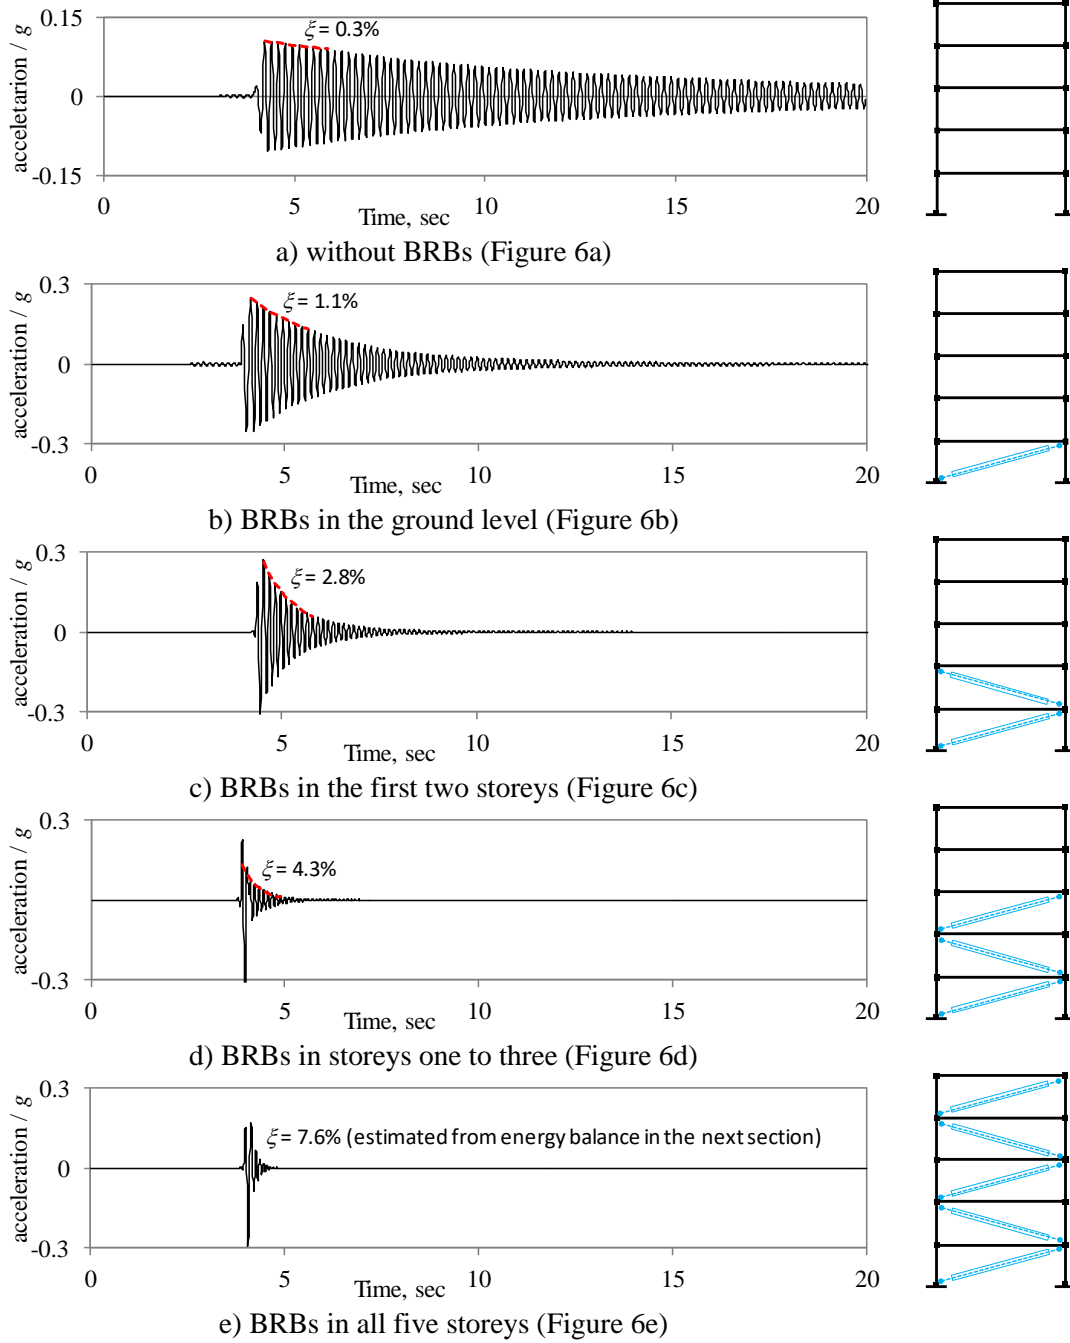 0.15
acceletarion / g
ξ = 0.3%
0
-0.15
0
5
10
15
20
Time, sec
a) without BRBs (Figure 6a)
0.3
acceleration / g
ξ = 1.1%
0
-0.3
0
5
10
15
20
Time, sec
b) BRBs in the ground level (Figure 6b)
0.3
acceleration / g
ξ = 2.8%
0
-0.3
0
5
10
15
20
Time, sec
c) BRBs in the first two storeys (Figure 6c)
0.3
acceleration / g
ξ = 4.3%
-0.3
0
5
10
15
20
Time, sec
d) BRBs in storeys one to three (Figure 6d)
0.3
acceleration / g
ξ = 7.6% (estimated from energy balance in the next section)
0
-0.3
0
5
10
15
20
Time, sec
e) BRBs in all five storeys (Figure 6e)